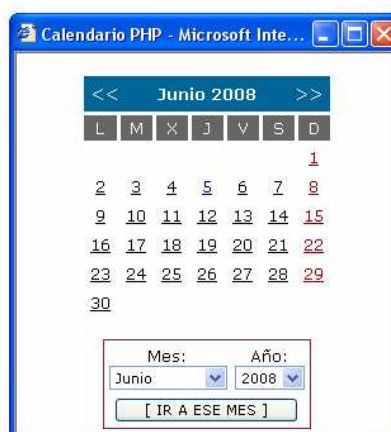 Calendario PHP - Microsoft Inte...
<< Junio 2008 >>
L M X J V S D
1
2 3 4 5 6 7 8
9 10 11 12 13 14 15
16 17 18 19 20 21 22
23 24 25 26 27 28 29
30
Mes: Año:
Junio 2008
[ IR A ESE MES ]